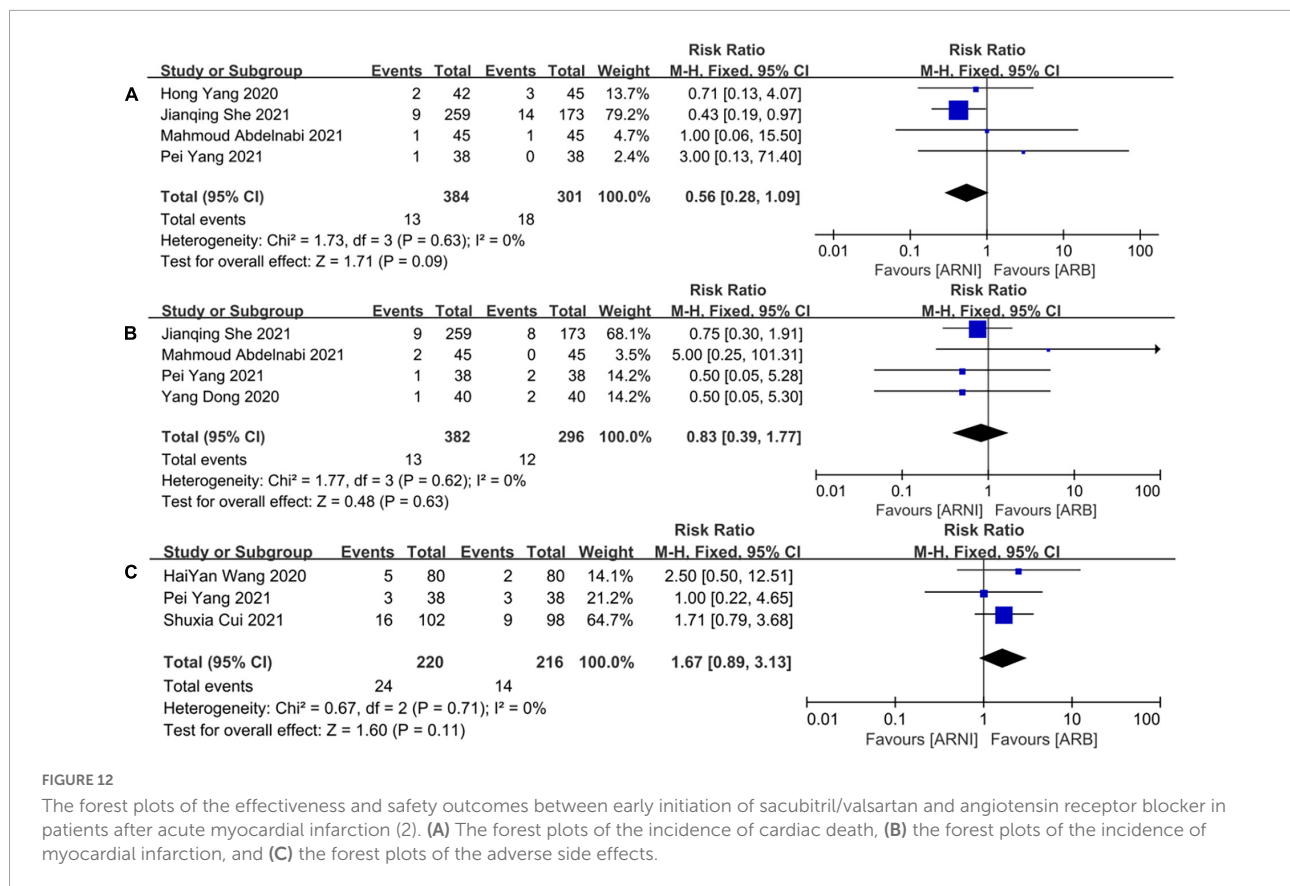 Risk Ratio Risk Ratio
Study or Subgroup Events Total Events Total Weight M-H, Fixed, 95% CI M-H, Fixed, 95% CI
A
Hong Yang 2020 2 42 3 45 13.7% 0.71 [0.13, 4.07]
Jianqing She 2021 9 259 14 173 79.2% 0.43 [0.19, 0.97]
Mahmoud Abdelnabi 2021 1 45 1 45 4.7% 1.00 [0.06, 15.50]
Pei Yang 2021 1 38 0 38 2.4% 3.00 [0.13, 71.40]
Total (95% CI) 384 301 100.0% 0.56 [0.28, 1.09]
Total events 13 18
Heterogeneity: Chi² = 1.73, df = 3 (P = 0.63); I² = 0%
Test for overall effect: Z = 1.71 (P = 0.09)
0.01 0.1 1 10 100
Favours [ARNI] Favours [ARB]
Risk Ratio Risk Ratio
Study or Subgroup Events Total Events Total Weight M-H, Fixed, 95% CI M-H, Fixed, 95% CI
B
Jianqing She 2021 9 259 8 173 68.1% 0.75 [0.30, 1.91]
Mahmoud Abdelnabi 2021 2 45 0 45 3.5% 5.00 [0.25, 101.31]
Pei Yang 2021 1 38 2 38 14.2% 0.50 [0.05, 5.28]
Yang Dong 2020 1 40 2 40 14.2% 0.50 [0.05, 5.30]
Total (95% CI) 382 296 100.0% 0.83 [0.39, 1.77]
Total events 13 12
Heterogeneity: Chi² = 1.77, df = 3 (P = 0.62); I² = 0%
Test for overall effect: Z = 0.48 (P = 0.63)
0.01 0.1 1 10 100
Favours [ARNI] Favours [ARB]
Risk Ratio Risk Ratio
Study or Subgroup Events Total Events Total Weight M-H, Fixed, 95% CI M-H, Fixed, 95% CI
C
HaiYan Wang 2020 5 80 2 80 14.1% 2.50 [0.50, 12.51]
Pei Yang 2021 3 38 3 38 21.2% 1.00 [0.22, 4.65]
Shuxia Cui 2021 16 102 9 98 64.7% 1.71 [0.79, 3.68]
Total (95% CI) 220 216 100.0% 1.67 [0.89, 3.13]
Total events 24 14
Heterogeneity: Chi² = 0.67, df = 2 (P = 0.71); I² = 0%
Test for overall effect: Z = 1.60 (P = 0.11)
0.01 0.1 1 10 100
Favours [ARNI] Favours [ARB]
FIGURE 12
The forest plots of the effectiveness and safety outcomes between early initiation of sacubitril/valsartan and angiotensin receptor blocker in
patients after acute myocardial infarction (2). (A) The forest plots of the incidence of cardiac death, (B) the forest plots of the incidence of
myocardial infarction, and (C) the forest plots of the adverse side effects.